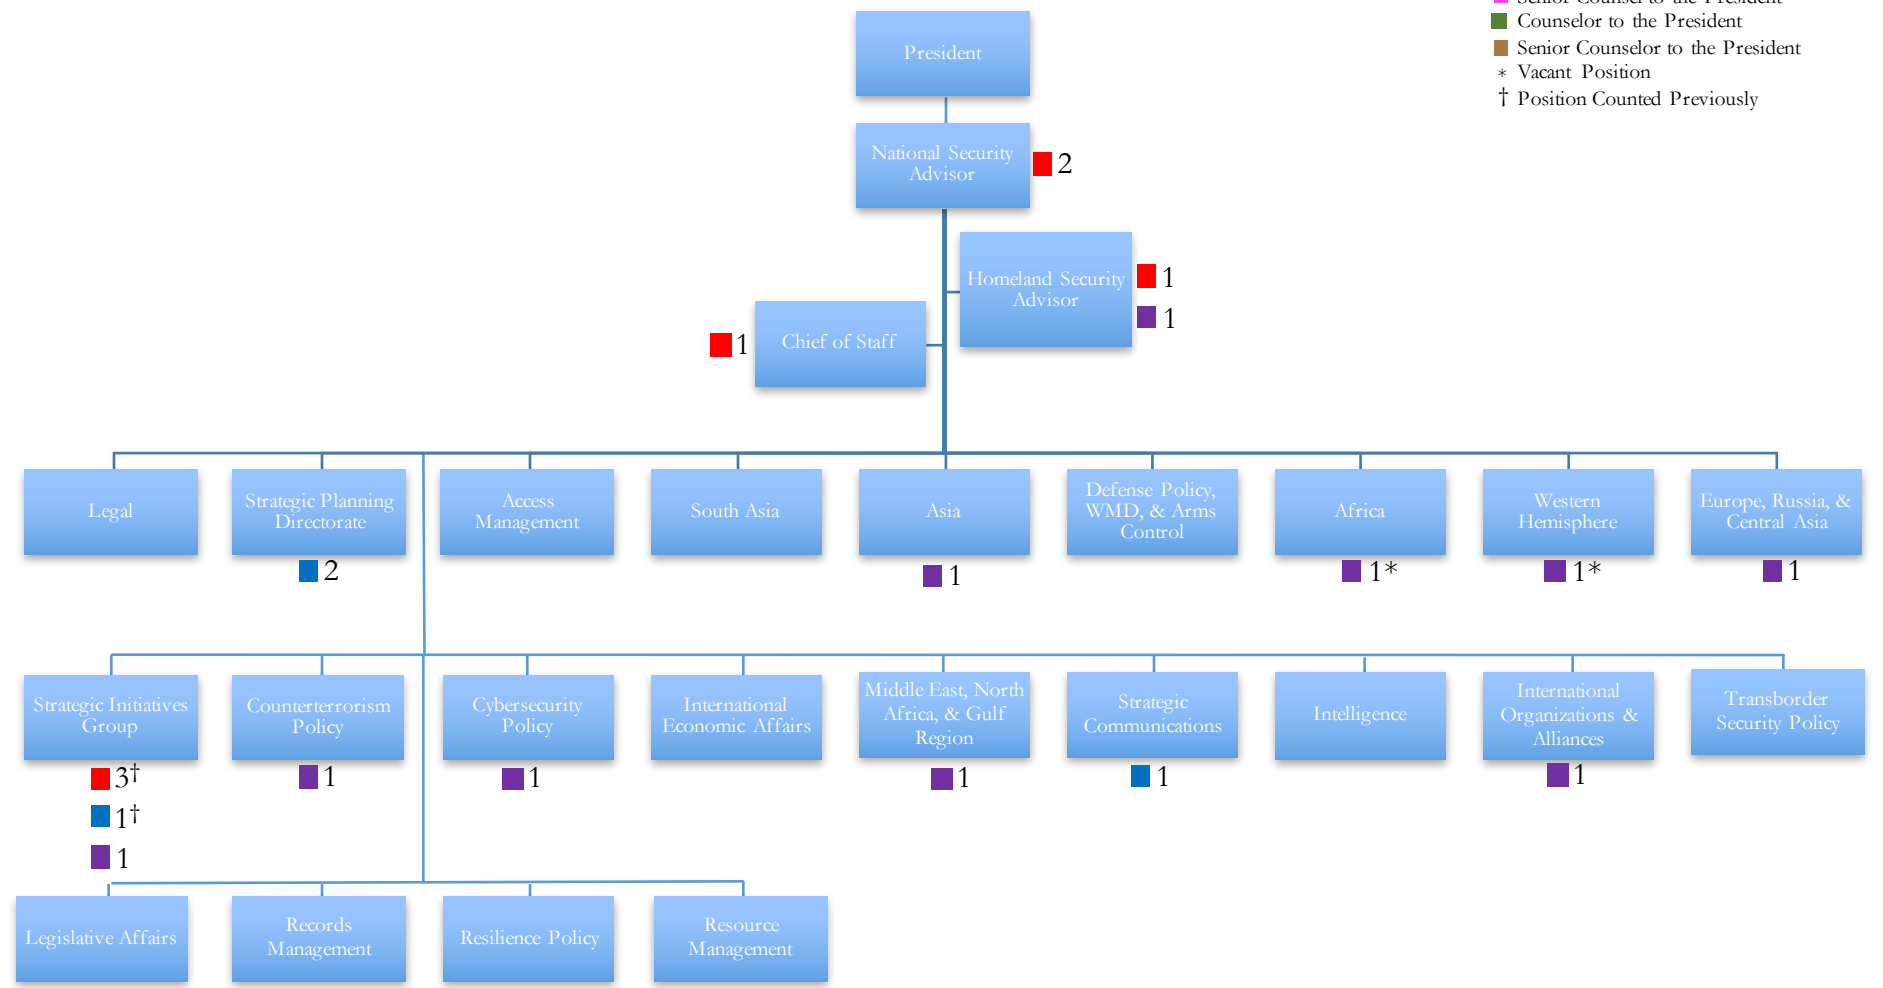 Senior Counsel to the President
Counselor to the President
Senior Counselor to the President
* Vacant Position
† Position Counted Previously
President
National Security
Advisor
2
Homeland Security
Advisor
1
1
Chief of Staff
1
Legal
Strategic Planning
Directorate
2
Access
Management
South Asia
Asia
1
Defense Policy,
WMD, & Arms
Control
Africa
1*
Western
Hemisphere
1*
Europe, Russia, &
Central Asia
1
Strategic Initiatives
Group
3†
1†
1
Counterterrorism
Policy
1
Cybersecurity
Policy
1
International
Economic Affairs
Middle East, North
Africa, & Gulf
Region
1
Strategic
Communications
1
Intelligence
International
Organizations &
Alliances
1
Transborder
Security Policy
Legislative Affairs
Records
Management
Resilience Policy
Resource
Management